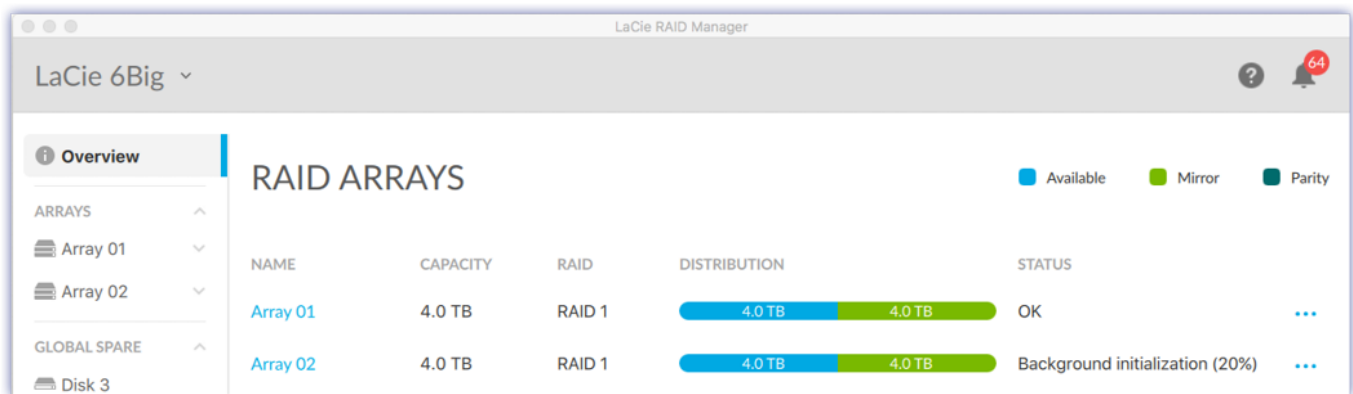 LaCie RAID Manager
LaCie 6Big
64
Overview
ARRAYS
Array 01
Array 02
GLOBAL SPARE
Disk 3
RAID ARRAYS
Available Mirror Parity
NAME CAPACITY RAID DISTRIBUTION STATUS
Array 01 4.0 TB RAID 1 4.0 TB 4.0 TB OK
Array 02 4.0 TB RAID 1 4.0 TB 4.0 TB Background initialization (20%)